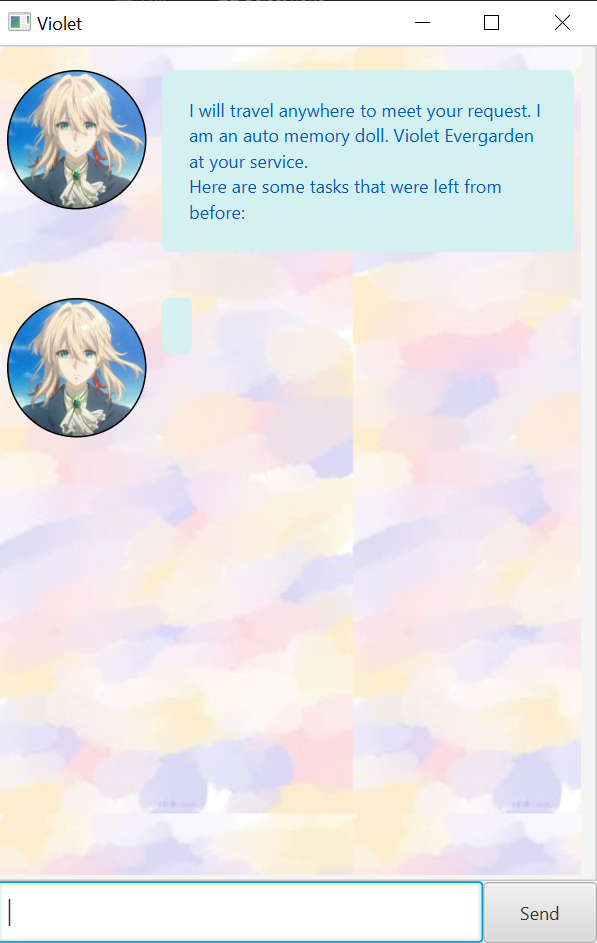 Violet
I will travel anywhere to meet your request. I
am an auto memory doll. Violet Evergarden
at your service.
Here are some tasks that were left from
before:
Send